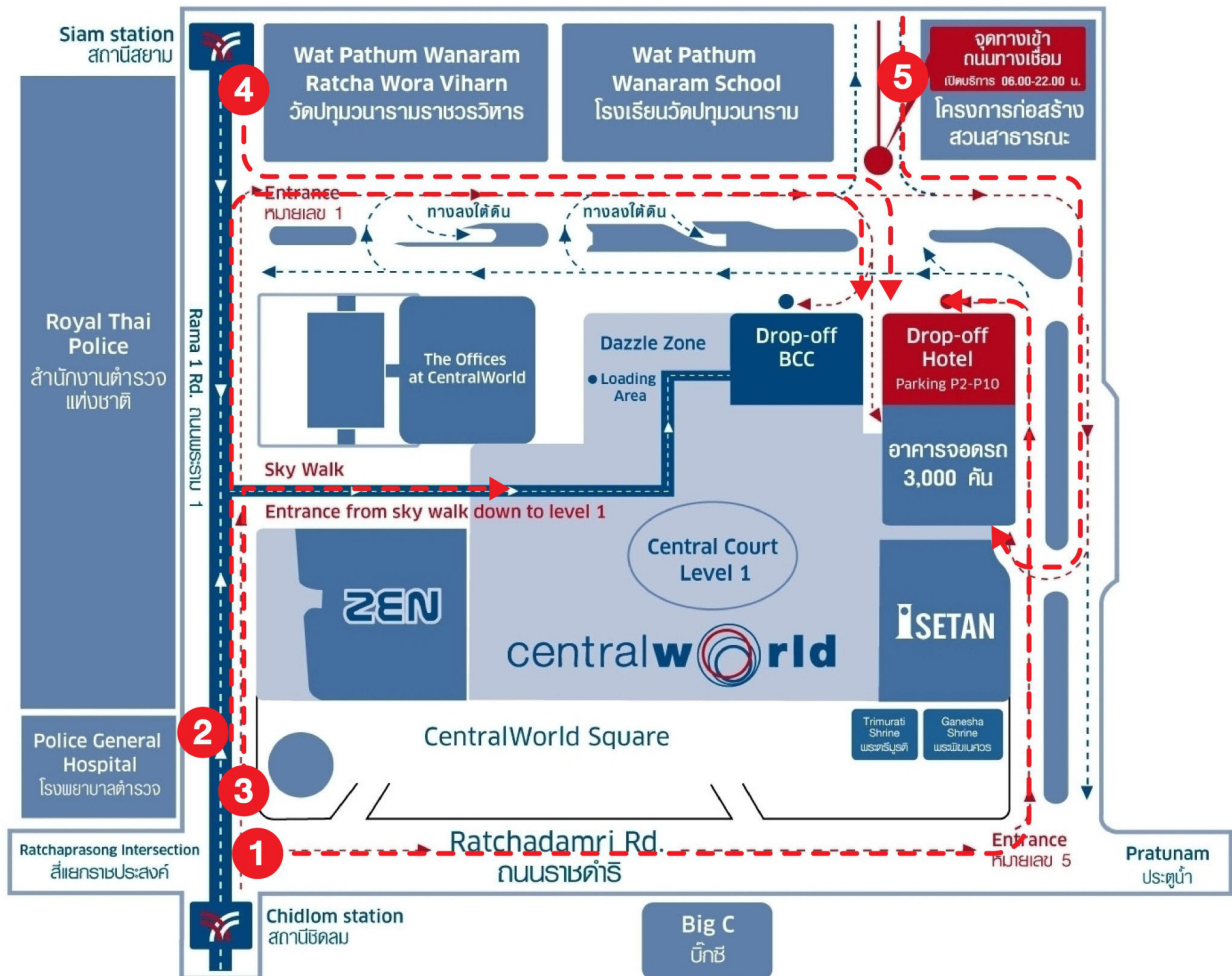 Siam station
สถานีสยาม
4
Wat Pathum Wanaram
Ratcha Wora Viharn
วัดปทุมวนารามราชวรวิหาร
Wat Pathum
Wanaram School
โรงเรียนวัดปทุมวนาราม
5
จุดทางเข้า
ถนนทางเชื่อม
เปิดบริการ 06.00-22.00 น.
โครงการก่อสร้าง
สวนสาธารณะ
Entrance
หมายเลข 1
ทางลงใต้ดิน
ทางลงใต้ดิน
Royal Thai
Police
สำนักงานตำรวจ
แห่งชาติ
Rama 1 Rd. ถนนพระราม 1
The Offices
at CentralWorld
Dazzle Zone
Loading
Area
Drop-off
BCC
Drop-off
Hotel
Parking P2-P10
อาคารจอดรถ
3,000 คัน
Sky Walk
Entrance from sky walk down to level 1
Central Court
Level 1
ZEN
centralworld
ISETAN
2
Police General
Hospital
โรงพยาบาลตำรวจ
3
CentralWorld Square
Trimurati
Shrine
พระตรีมูรติ
Ganesha
Shrine
พระพิฆเนศวร
1
Ratchaprasong Intersection
สี่แยกราชประสงค์
Ratchadamri Rd.
ถนนราชดำริ
Entrance
หมายเลข 5
Pratunam
ประตูน้ำ
Chidlom station
สถานีชิดลม
Big C
บิ๊กซี